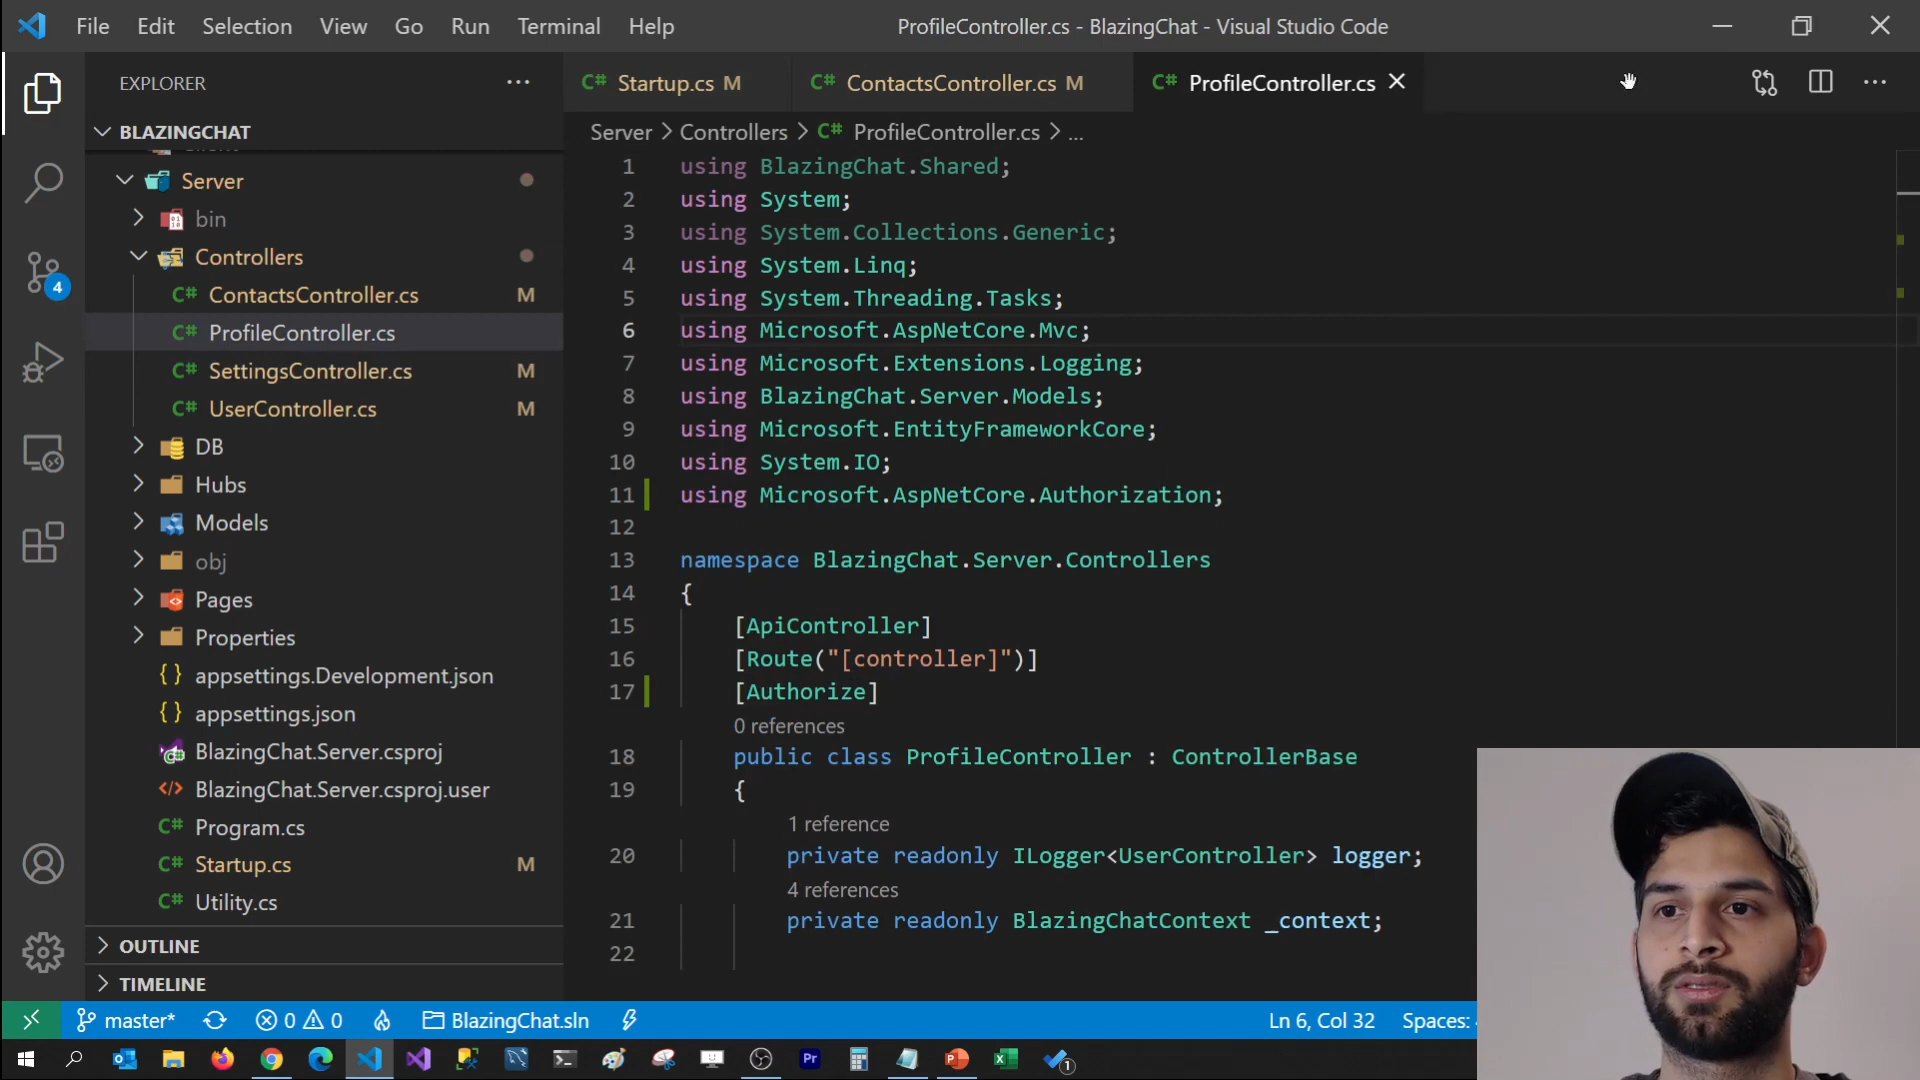 File Edit Selection View Go Run Terminal Help
ProfileController.cs - BlazingChat - Visual Studio Code
EXPLORER
BLAZINGCHAT
Server
bin
Controllers
ContactsController.cs M
ProfileController.cs
SettingsController.cs M
UserController.cs M
DB
Hubs
Models
obj
Pages
Properties
{} appsettings.Development.json
{} appsettings.json
BlazingChat.Server.csproj
BlazingChat.Server.csproj.user
C# Program.cs
C# Startup.cs M
C# Utility.cs
OUTLINE
TIMELINE
4
C# Startup.cs M
C# ContactsController.cs M
C# ProfileController.cs
Server > Controllers > C# ProfileController.cs > ...
1 using BlazingChat.Shared;
2 using System;
3 using System.Collections.Generic;
4 using System.Linq;
5 using System.Threading.Tasks;
6 using Microsoft.AspNetCore.Mvc;
7 using Microsoft.Extensions.Logging;
8 using BlazingChat.Server.Models;
9 using Microsoft.EntityFrameworkCore;
10 using System.IO;
11 using Microsoft.AspNetCore.Authorization;
12
13 namespace BlazingChat.Server.Controllers
14 {
15 [ApiController]
16 [Route("[controller]")]
17 [Authorize]
0 references
18 public class ProfileController : ControllerBase
19 {
1 reference
20 private readonly ILogger<UserController> logger;
4 references
21 private readonly BlazingChatContext _context;
22
master* 0 0 BlazingChat.sln
Ln 6, Col 32 Spaces:
Pr
1